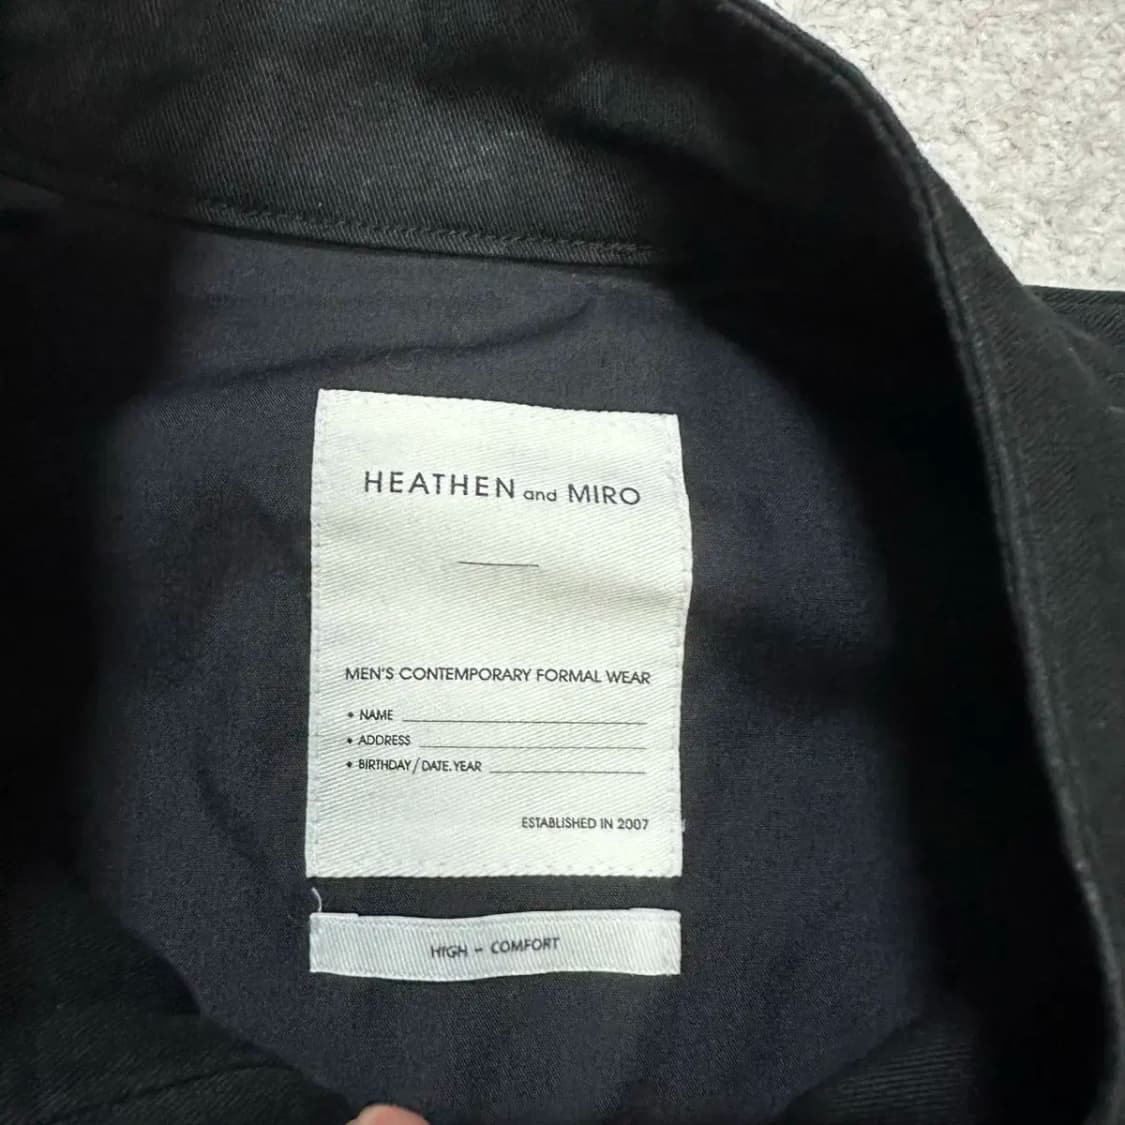 HEATHEN and MIRO
MEN'S CONTEMPORARY FORMAL WEAR
• NAME
• ADDRESS
• BIRTHDAY/DATE.YEAR
ESTABLISHED IN 2007
HIGH - COMFORT